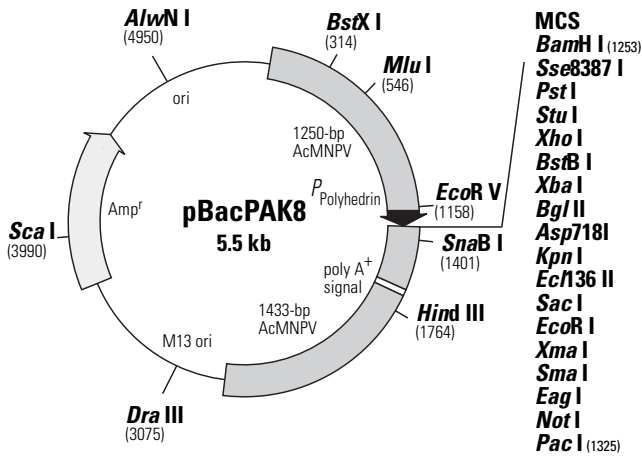 AlwN I
(4950)
BstX I
(314)
Mlu I
(546)
ori
1250-bp
AcMNPV
PPolyhedrin
EcoR V
(1158)
Ampr
pBacPAK8
5.5 kb
Sca I
(3990)
SnaB I
(1401)
poly A+
signal
1433-bp
AcMNPV
Hind III
(1764)
M13 ori
Dra III
(3075)
MCS
BamH I (1253)
Sse8387 I
Pst I
Stu I
Xho I
BstB I
Xba I
Bgl II
Asp718I
Kpn I
Ecl136 II
Sac I
EcoR I
Xma I
Sma I
Eag I
Not I
Pac I (1325)